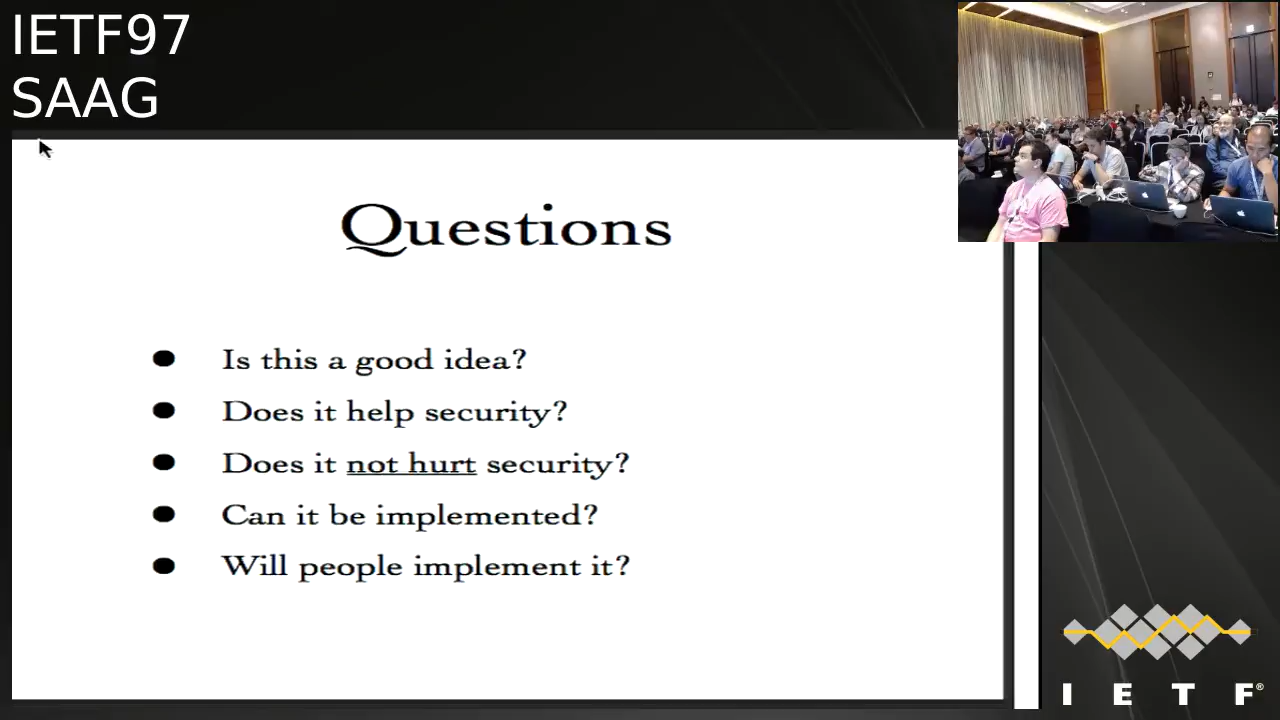 IETF97
SAAG
Questions
Is this a good idea?
Does it help security?
Does it not hurt security?
Can it be implemented?
Will people implement it?
I E T F®